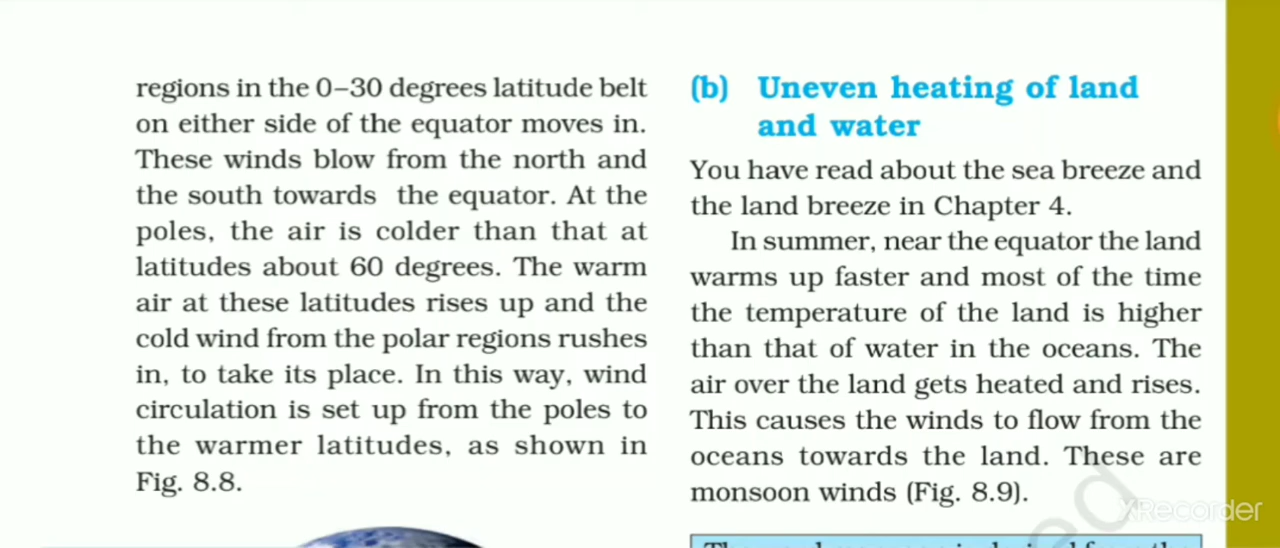 regions in the 0–30 degrees latitude belt
on either side of the equator moves in.
These winds blow from the north and
the south towards the equator. At the
poles, the air is colder than that at
latitudes about 60 degrees. The warm
air at these latitudes rises up and the
cold wind from the polar regions rushes
in, to take its place. In this way, wind
circulation is set up from the poles to
the warmer latitudes, as shown in
Fig. 8.8.
(b) Uneven heating of land
and water
You have read about the sea breeze and
the land breeze in Chapter 4.
In summer, near the equator the land
warms up faster and most of the time
the temperature of the land is higher
than that of water in the oceans. The
air over the land gets heated and rises.
This causes the winds to flow from the
oceans towards the land. These are
monsoon winds (Fig. 8.9).
XRecorder